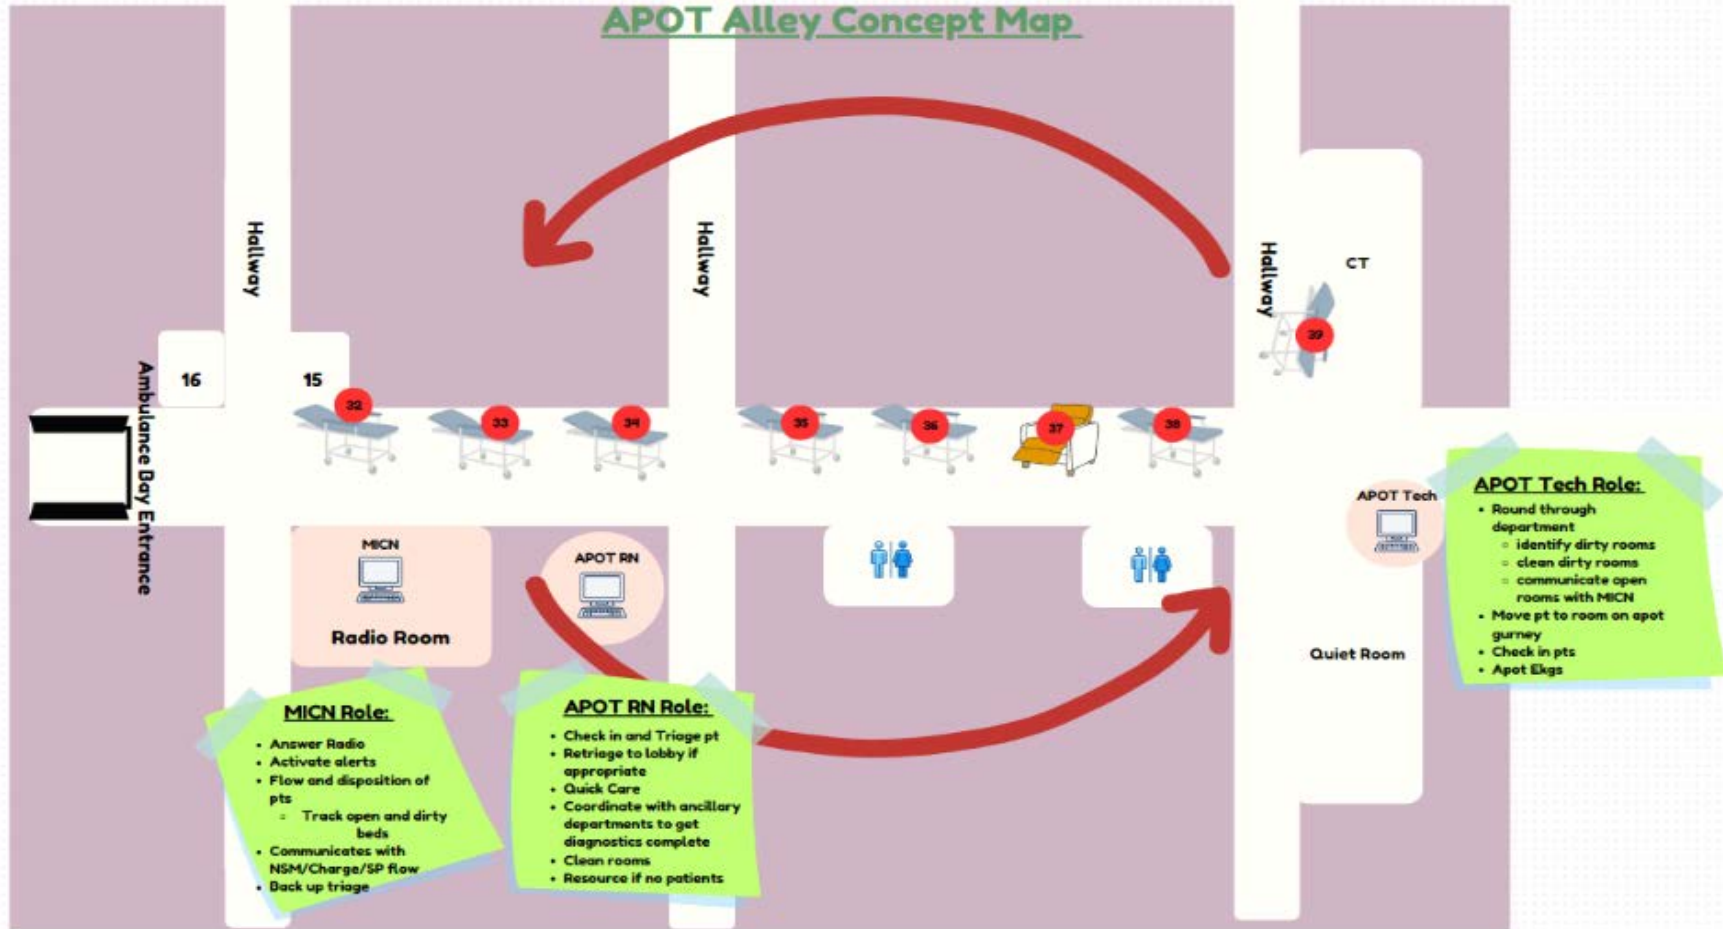 APOT Alley Concept Map
Hallway
Hallway
Hallway
CT
39
16
15
Ambulance Bay Entrance
32
33
34
35
36
37
38
MICN
Radio Room
APOT RN
APOT Tech
Quiet Room
MICN Role:
• Answer Radio
• Activate alerts
• Flow and disposition of
pts
◦ Track open and dirty
beds
• Communicates with
NSM/Charge/SP flow
• Back up triage
APOT RN Role:
• Check in and Triage pt
• Retriage to lobby if
appropriate
• Quick Care
• Coordinate with ancillary
departments to get
diagnostics complete
• Clean rooms
• Resource if no patients
APOT Tech Role:
• Round through
department
◦ identify dirty rooms
◦ clean dirty rooms
◦ communicate open
rooms with MICN
• Move pt to room on apot
gurney
• Check in pts
• Apot Ekgs